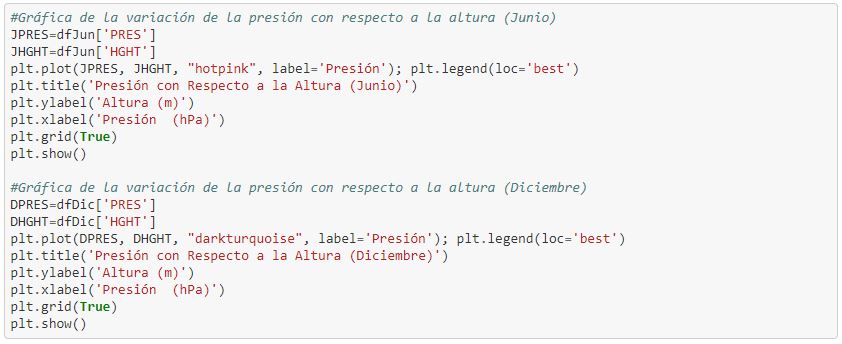 #Gráfica de la variación de la presión con respecto a la altura (Junio)
JPRES=dfJun['PRES']
JHGHT=dfJun['HGHT']
plt.plot(JPRES, JHGHT, "hotpink", label='Presión'); plt.legend(loc='best')
plt.title('Presión con Respecto a la Altura (Junio)')
plt.ylabel('Altura (m)')
plt.xlabel('Presión  (hPa)')
plt.grid(True)
plt.show()

#Gráfica de la variación de la presión con respecto a la altura (Diciembre)
DPRES=dfDic['PRES']
DHGHT=dfDic['HGHT']
plt.plot(DPRES, DHGHT, "darkturquoise", label='Presión'); plt.legend(loc='best')
plt.title('Presión con Respecto a la Altura (Diciembre)')
plt.ylabel('Altura (m)')
plt.xlabel('Presión  (hPa)')
plt.grid(True)
plt.show()